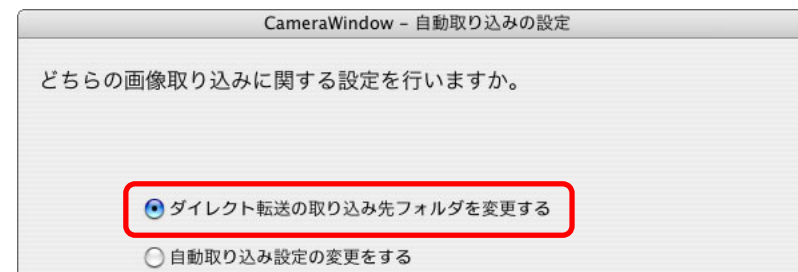 CameraWindow – 自動取り込みの設定
どちらの画像取り込みに関する設定を行いますか。
ダイレクト転送の取り込み先フォルダを変更する
自動取り込み設定の変更をする